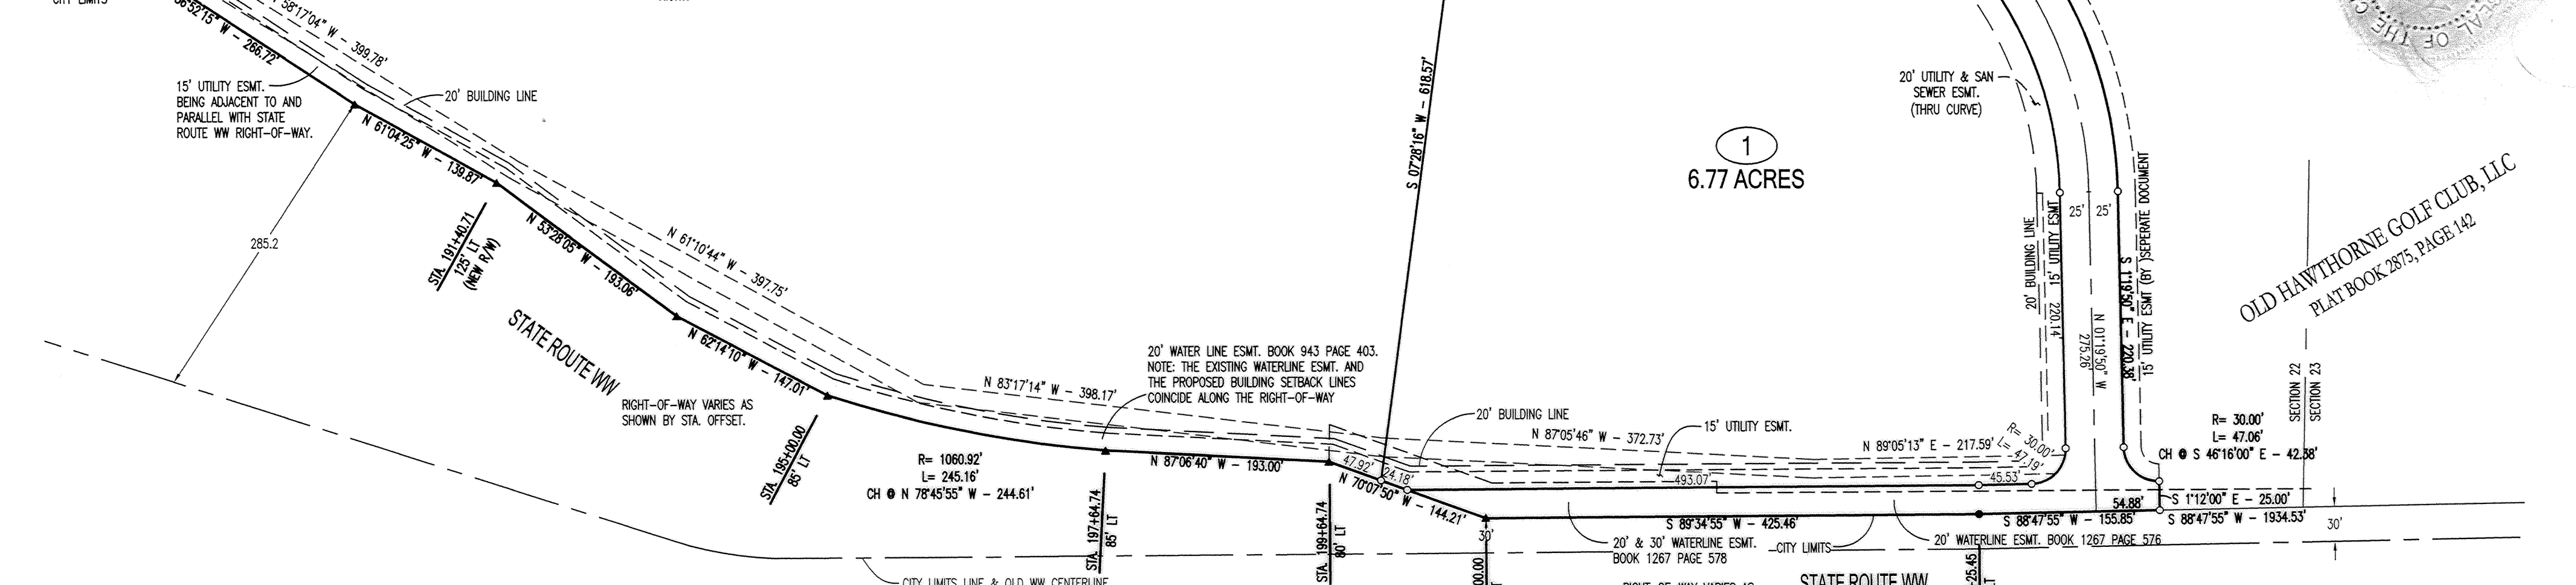 CITY LIMITS
58°17'04" W - 399.78'
56°52'15" W - 266.72'
15' UTILITY ESMT.
BEING ADJACENT TO AND
PARALLEL WITH STATE
ROUTE WW RIGHT-OF-WAY.
20' BUILDING LINE
N 61°04'25" W - 139.87'
285.2
STA. 191+40.71
125' LT
(NEW R/W)
N 53°28'05" W - 193.06'
N 61°10'44" W - 397.75'
STATE ROUTE WW
N 62°14'10" W - 147.01'
RIGHT-OF-WAY VARIES AS
SHOWN BY STA. OFFSET.
STA. 195+00.00
85' LT
R= 1060.92'
L= 245.16'
CH @ N 78°45'55" W - 244.61'
N 83°17'14" W - 398.17'
20' WATER LINE ESMT. BOOK 943 PAGE 403.
NOTE: THE EXISTING WATERLINE ESMT. AND
THE PROPOSED BUILDING SETBACK LINES
COINCIDE ALONG THE RIGHT-OF-WAY
N 87°06'40" W - 193.00'
STA. 197+64.74
85' LT
STA. 199+64.74
80' LT
CITY LIMITS LINE & OLD WW CENTERLINE
S 07°28'16" W - 618.57'
47.92'
24.18'
N 70°07'50" W - 144.21'
30'
00.00
20' BUILDING LINE
N 87°05'46" W - 372.73'
15' UTILITY ESMT.
493.07
N 89°05'13" E - 217.59'
R= 30.00'
L= 47.19'
45.53'
1
6.77 ACRES
20' UTILITY & SAN
SEWER ESMT.
(THRU CURVE)
20' BUILDING LINE
15' UTILITY ESMT
220.14'
25'
25'
N 01°19'50" W
275.26'
S 1°19'50" E - 220.38'
15' UTILITY ESMT (BY )SEPERATE DOCUMENT
OLD HAWTHORNE GOLF CLUB, LLC
PLAT BOOK 2875, PAGE 142
SECTION 22
SECTION 23
R= 30.00'
L= 47.06'
CH @ S 46°16'00" E - 42.38'
54.88'
S 1°12'00" E - 25.00'
S 89°34'55" W - 425.46'
S 88°47'55" W - 155.85'
S 88°47'55" W - 1934.53'
30'
20' & 30' WATERLINE ESMT.
BOOK 1267 PAGE 578
CITY LIMITS
20' WATERLINE ESMT. BOOK 1267 PAGE 576
25.45
RIGHT-OF-WAY VARIES AS
STATE ROUTE WW
SEAL OF THE C